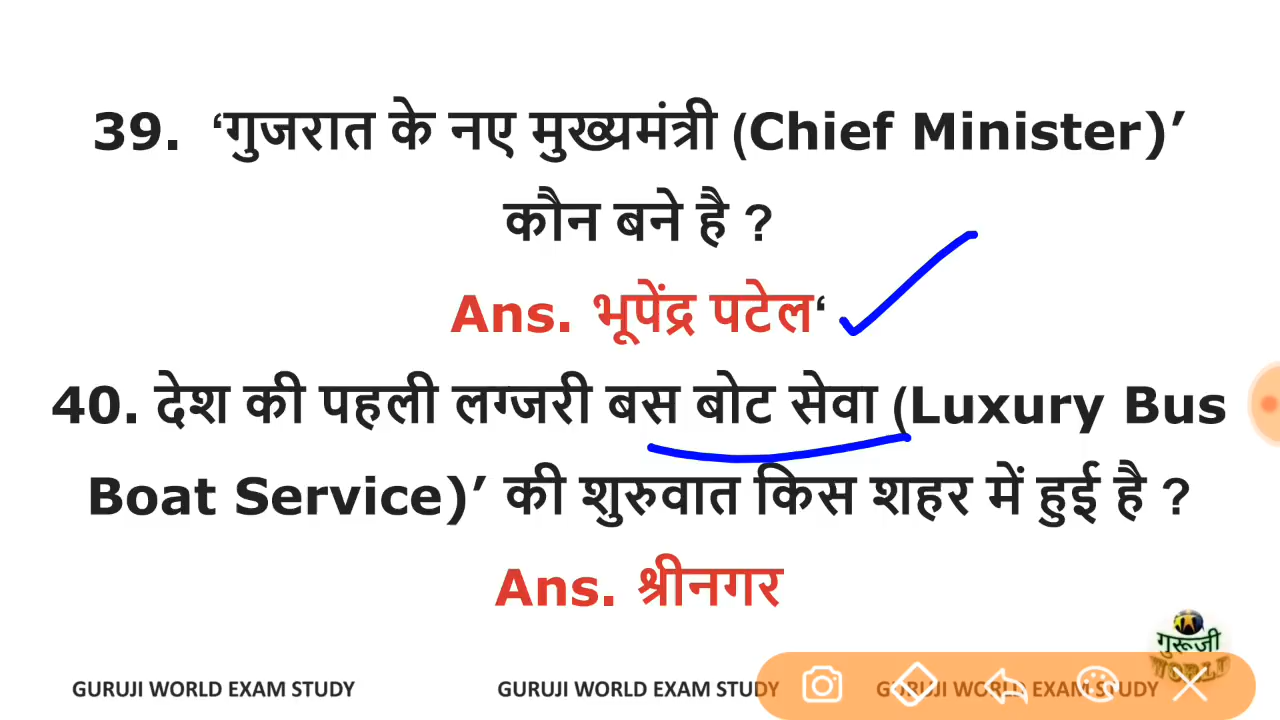 39. ‘गुजरात के नए मुख्यमंत्री (Chief Minister)’
कौन बने है ?
Ans. भूपेंद्र पटेल‘
40. देश की पहली लग्जरी बस बोट सेवा (Luxury Bus
Boat Service)’ की शुरुवात किस शहर में हुई है ?
Ans. श्रीनगर
गुरूजी
WORLD
GURUJI WORLD EXAM STUDY GURUJI WORLD EXAM STUDY GURUJI WORLD EXAM STUDY